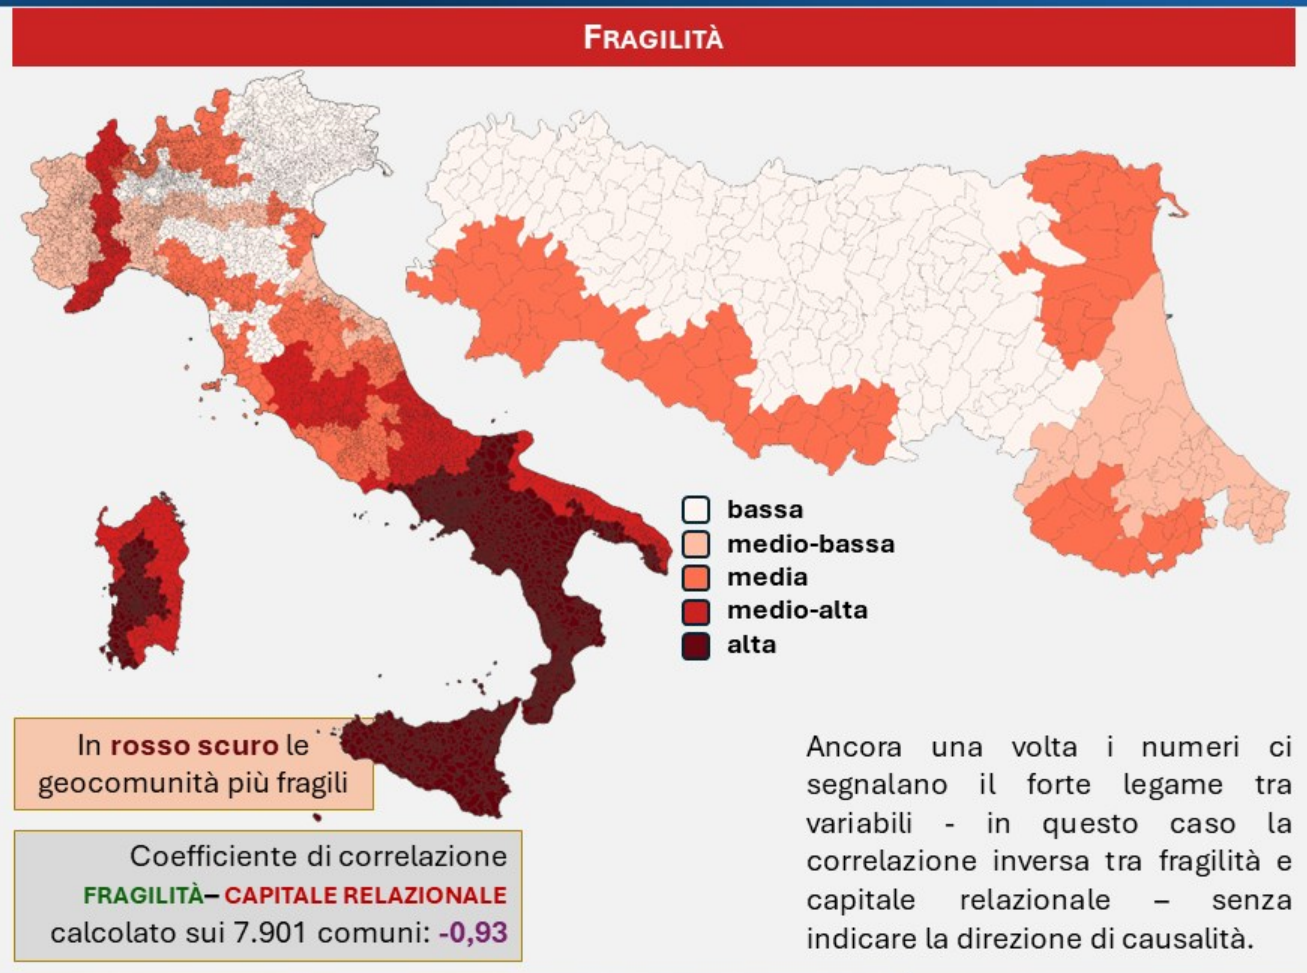 FRAGILITÀ
bassa
medio-bassa
media
medio-alta
alta
In rosso scuro le
geocomunità più fragili
Coefficiente di correlazione
FRAGILITÀ– CAPITALE RELAZIONALE
calcolato sui 7.901 comuni: -0,93
Ancora una volta i numeri ci
segnalano il forte legame tra
variabili - in questo caso la
correlazione inversa tra fragilità e
capitale relazionale – senza
indicare la direzione di causalità.